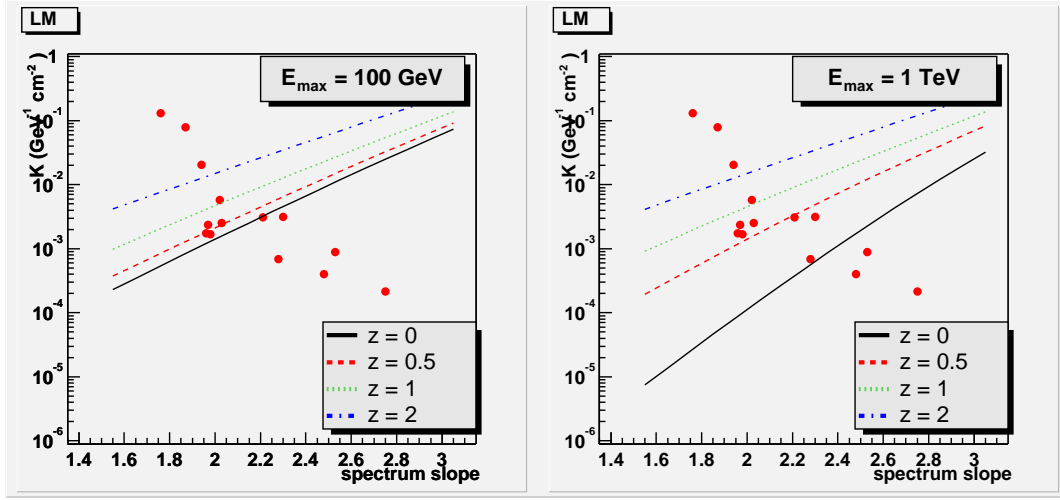 LM
K (GeV⁻¹ cm⁻²)
E_max = 100 GeV
1
10⁻¹
10⁻²
10⁻³
10⁻⁴
10⁻⁵
10⁻⁶
z = 0
z = 0.5
z = 1
z = 2
1.4 1.6 1.8 2 2.2 2.4 2.6 2.8 3
spectrum slope
LM
K (GeV⁻¹ cm⁻²)
E_max = 1 TeV
1
10⁻¹
10⁻²
10⁻³
10⁻⁴
10⁻⁵
10⁻⁶
z = 0
z = 0.5
z = 1
z = 2
1.4 1.6 1.8 2 2.2 2.4 2.6 2.8 3
spectrum slope